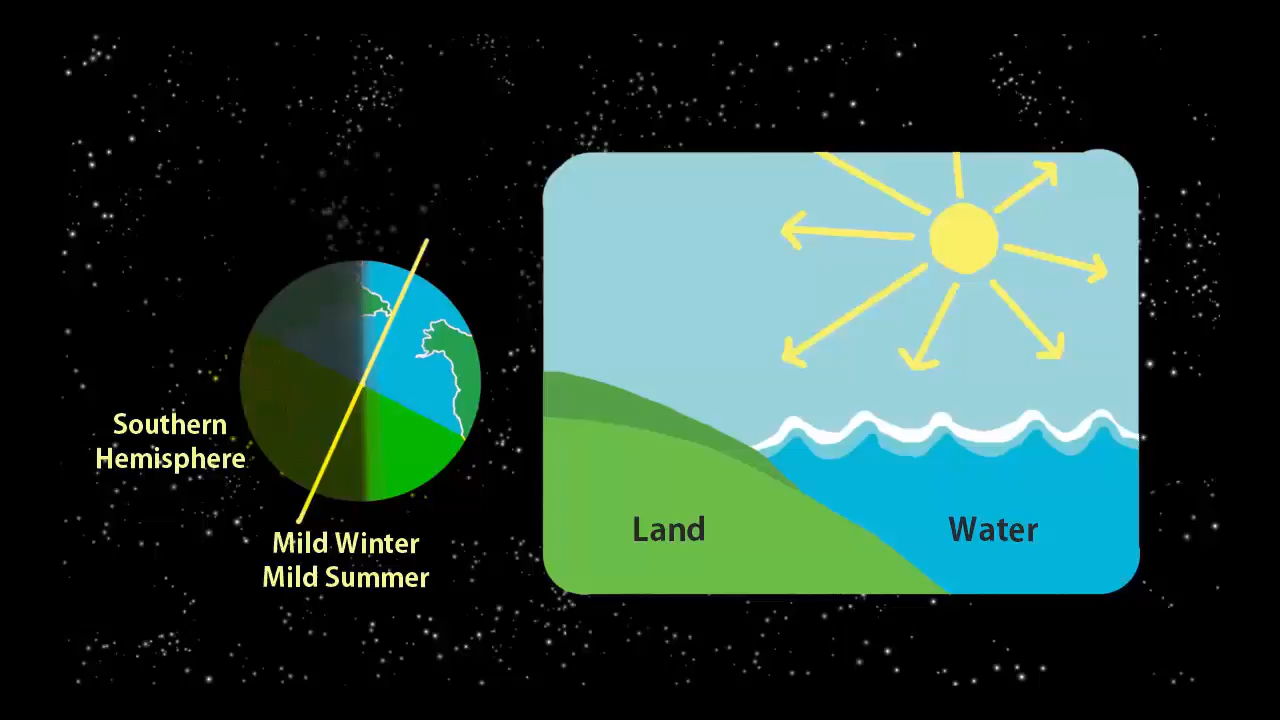 Southern
Hemisphere
Mild Winter
Mild Summer
Land
Water